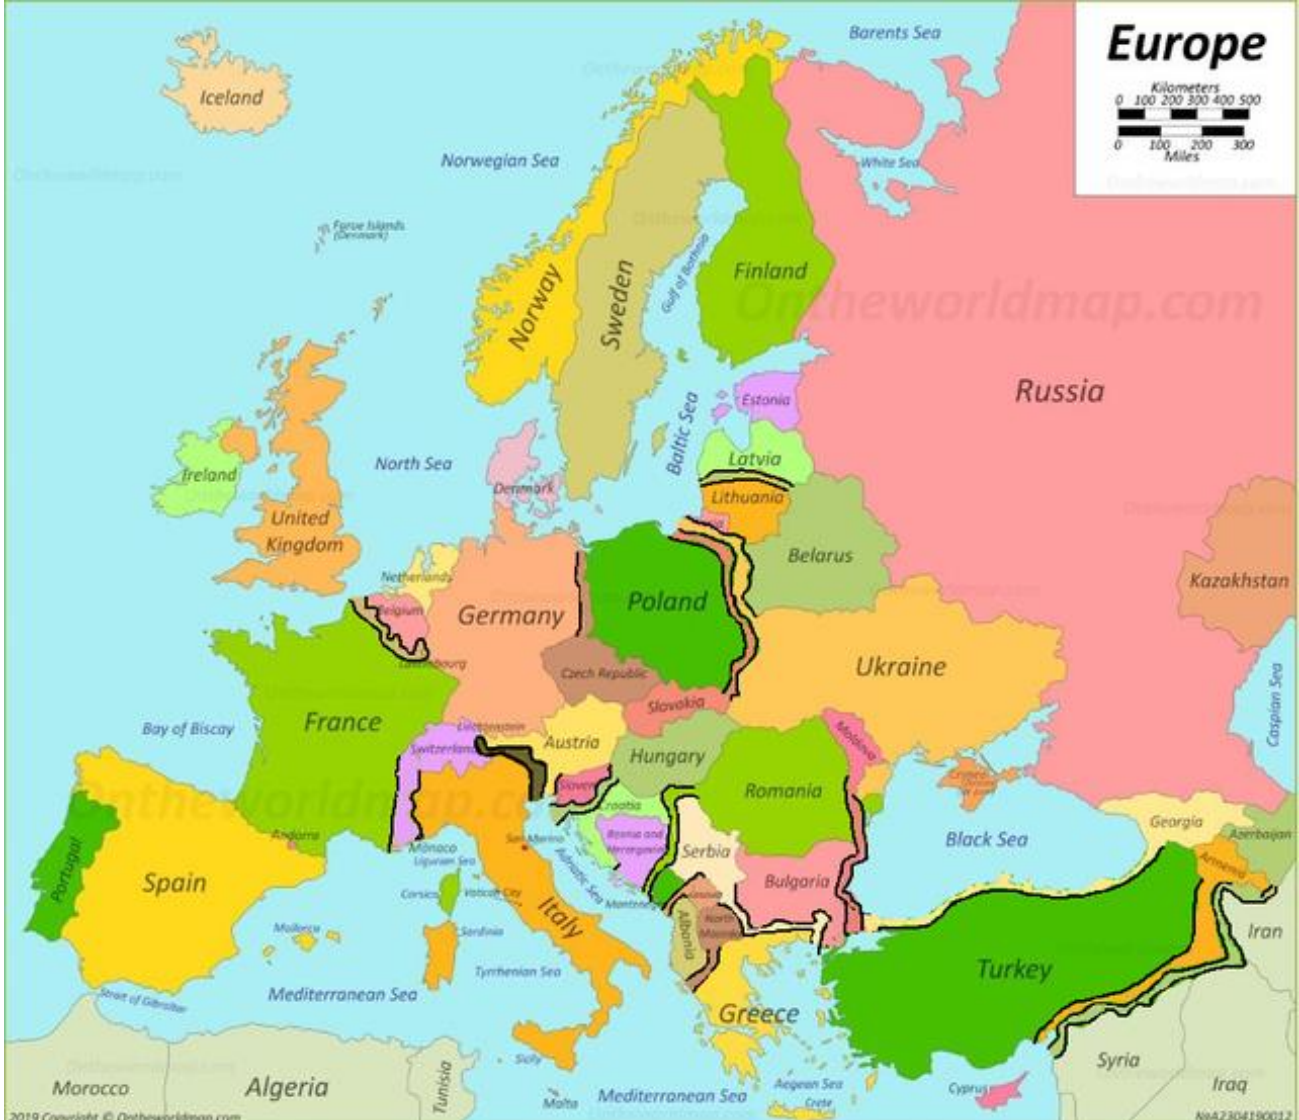 Europe
Kilometers
0 100 200 300 400 500
0 100 200 300
Miles
Barents Sea
Iceland
Norwegian Sea
White Sea
Faroe Islands
(Denmark)
Finland
Gulf of Bothnia
Norway
Sweden
Ontheworldmap.com
Russia
Estonia
Baltic Sea
Latvia
North Sea
Ireland
Denmark
Lithuania
United
Kingdom
Belarus
Netherlands
Kazakhstan
Poland
Belgium
Germany
Ukraine
Czech Republic
Slovakia
Caspian Sea
France
Bay of Biscay
Liechtenstein
Austria
Switzerland
Hungary
Moldova
Romania
Croatia
Georgia
Andorra
San Marino
Black Sea
Azerbaijan
Monaco
Ligurian Sea
Bosnia and
Herzegovina
Serbia
Armenia
Portugal
Spain
Corsica
Vatican City
Adriatic Sea
Bulgaria
Italy
Albania
North
Mallorca
Sardinia
Iran
Tyrrhenian Sea
Turkey
Strait of Gibraltar
Mediterranean Sea
Greece
Sicily
Syria
Morocco
Algeria
Tunisia
Malta
Mediterranean Sea
Aegean Sea
Crete
Cyprus
Iraq
2019 Copyright © Ontheworldmap.com